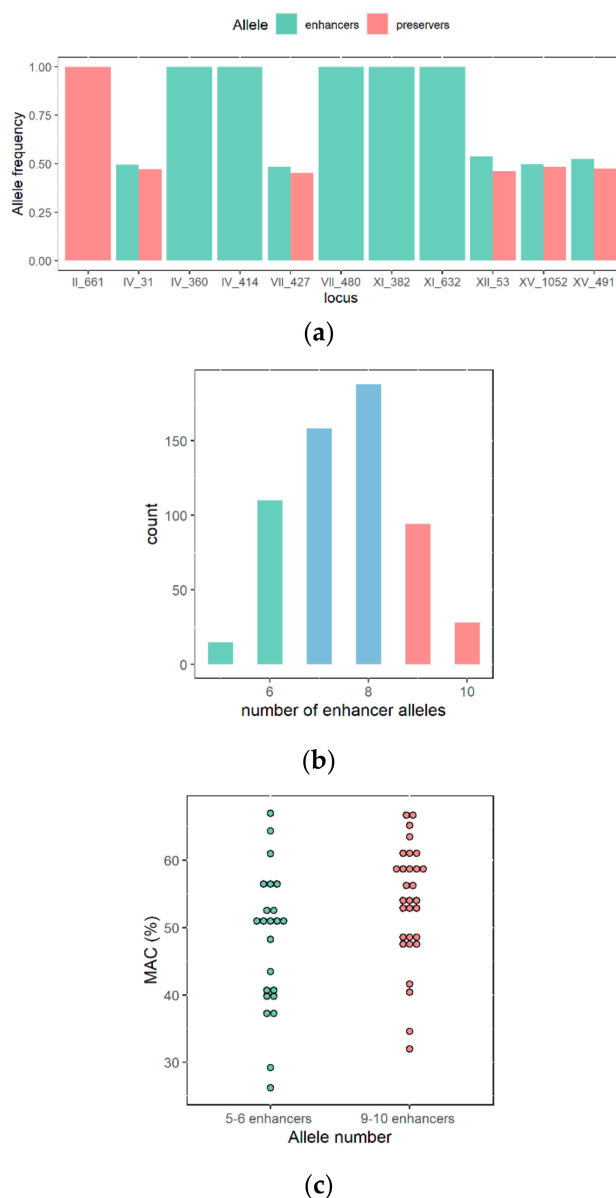 Allele enhancers preservers
Allele frequency
1.00
0.75
0.50
0.25
0.00
II_661 IV_31 IV_360 IV_414 VII_427 VII_480 XI_382 XI_632 XII_53 XV_1052 XV_491
locus
(a)
count
150
100
50
0
6 8 10
number of enhancer alleles
(b)
MAC (%)
60
50
40
30
5-6 enhancers 9-10 enhancers
Allele number
(c)